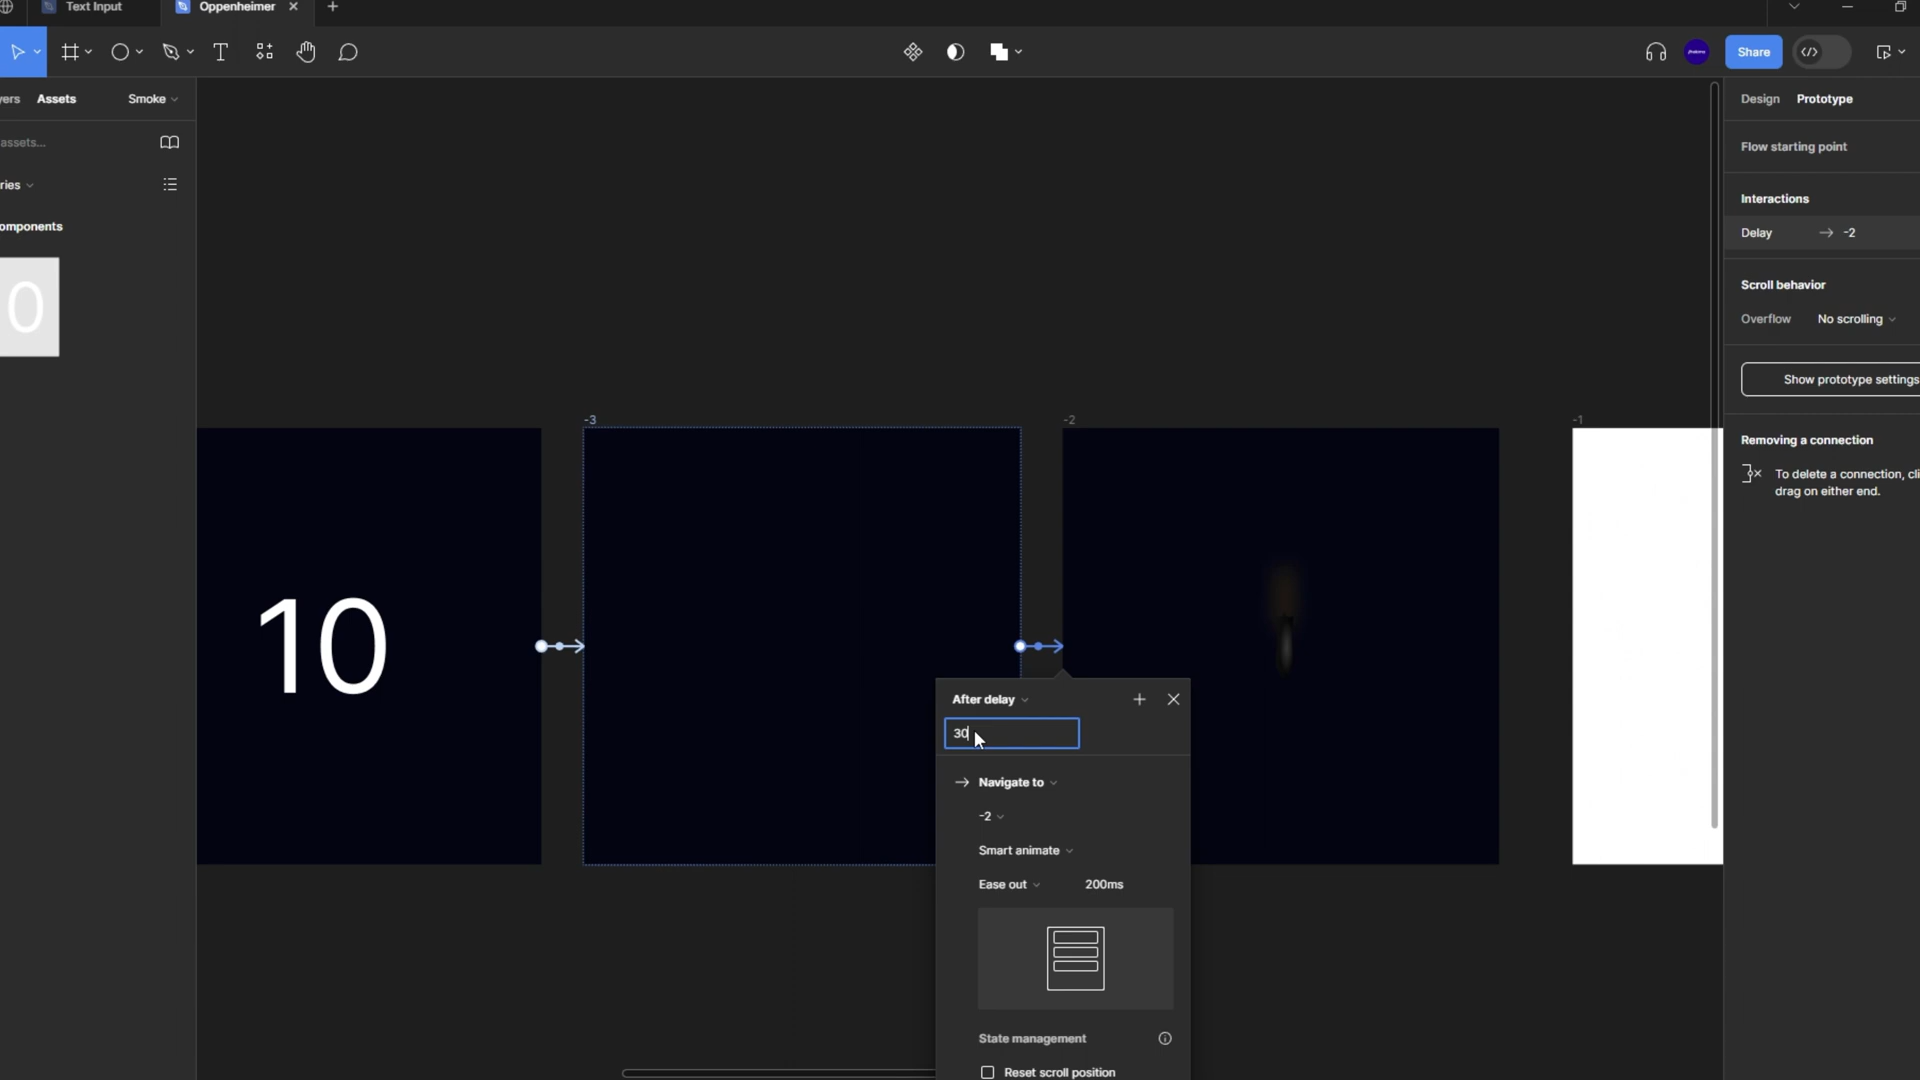 Text Input
Oppenheimer
Share
yers Assets Smoke
Design Prototype
assets...
Flow starting point
ries
Interactions
omponents
Delay → -2
0
Scroll behavior
Overflow No scrolling
Show prototype settings
-3
-2
-1
Removing a connection
To delete a connection, cli
drag on either end.
10
After delay
30
→ Navigate to
-2
Smart animate
Ease out 200ms
State management
Reset scroll position